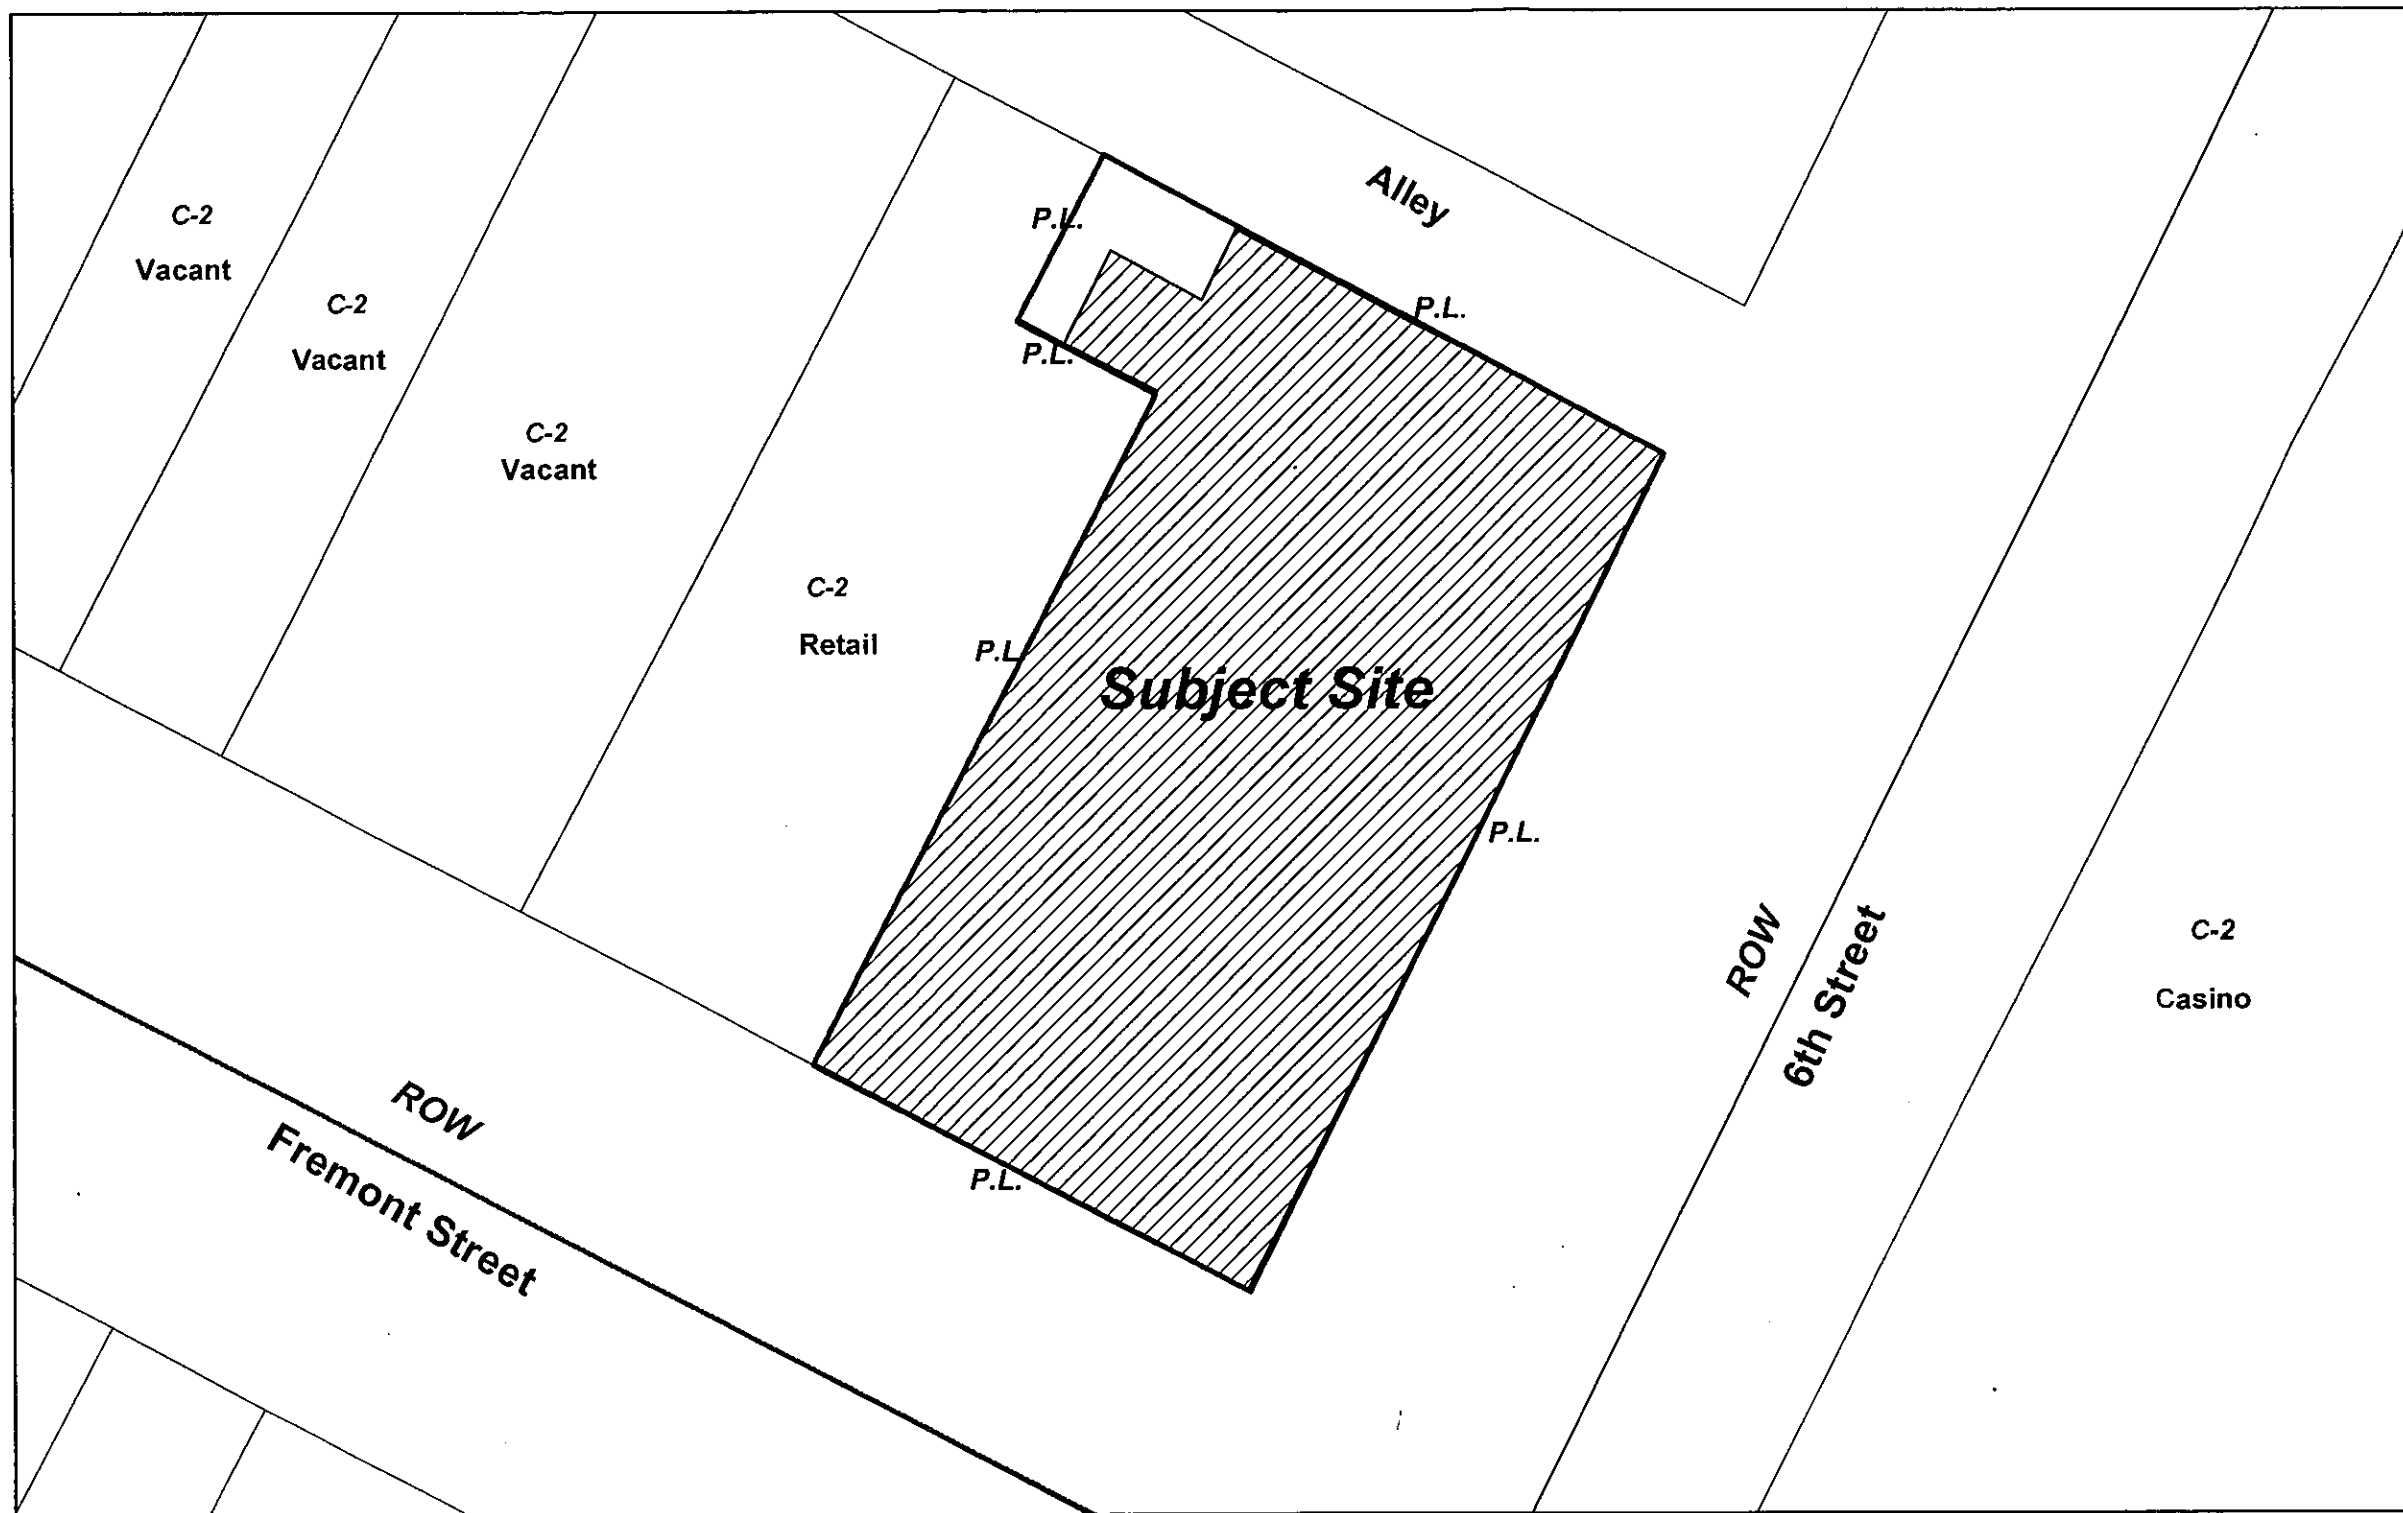 Alley
C-2
Vacant
P.L.
C-2
Vacant
P.L.
P.L.
C-2
Vacant
C-2
Retail
P.L.
Subject Site
P.L.
ROW
6th Street
C-2
Casino
ROW
Fremont Street
P.L.